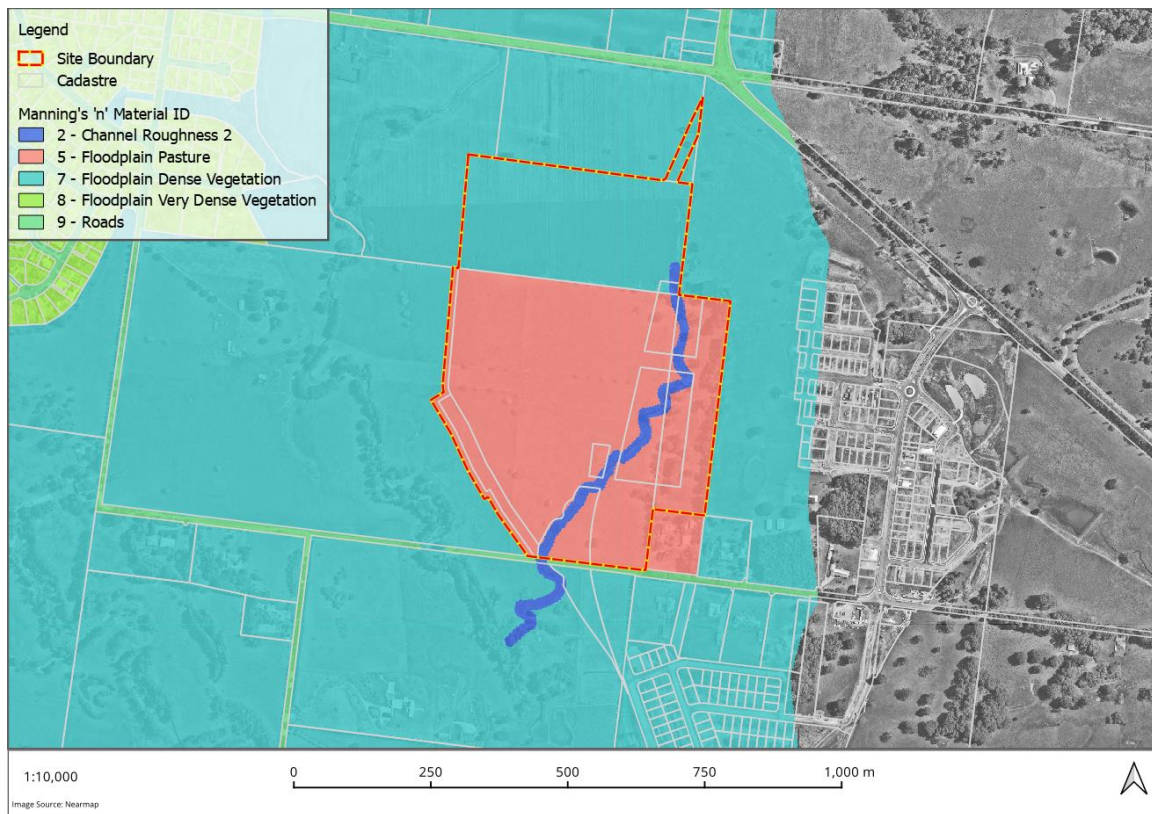 Legend
Site Boundary
Cadastre
Manning's 'n' Material ID
2 - Channel Roughness 2
5 - Floodplain Pasture
7 - Floodplain Dense Vegetation
8 - Floodplain Very Dense Vegetation
9 - Roads
1:10,000
0 250 500 750 1,000 m
Image Source: Nearmap